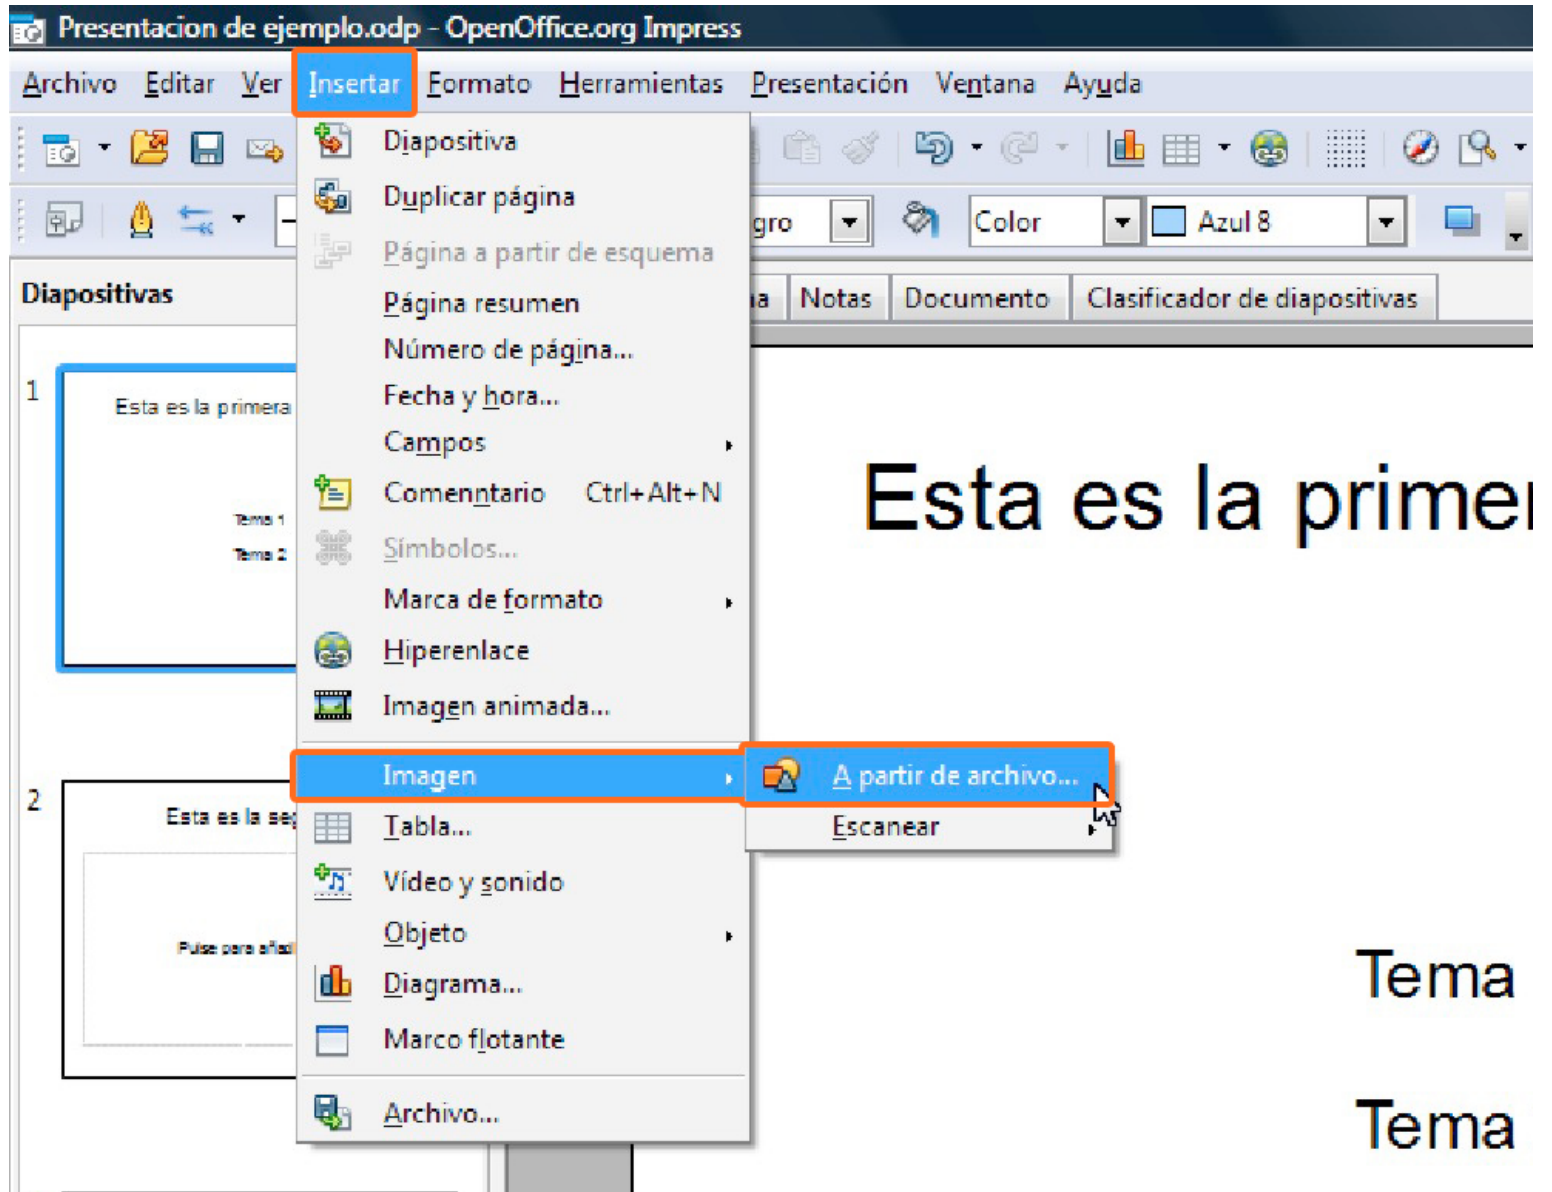 Presentacion de ejemplo.odp - OpenOffice.org Impress
Archivo Editar Ver Insertar Formato Herramientas Presentación Ventana Ayuda
gro Color Azul 8
Diapositivas
Notas Documento Clasificador de diapositivas
Diapositiva
Duplicar página
Página a partir de esquema
Página resumen
Número de página...
Fecha y hora...
Campos
Comenntario Ctrl+Alt+N
Símbolos...
Marca de formato
Hiperenlace
Imagen animada...
Imagen
A partir de archivo...
Escanear
Tabla...
Vídeo y sonido
Objeto
Diagrama...
Marco flotante
Archivo...
1
Esta es la primera
Tema 1
Tema 2
2
Esta es la seg
Pulse para añad
Esta es la primer
Tema
Tema